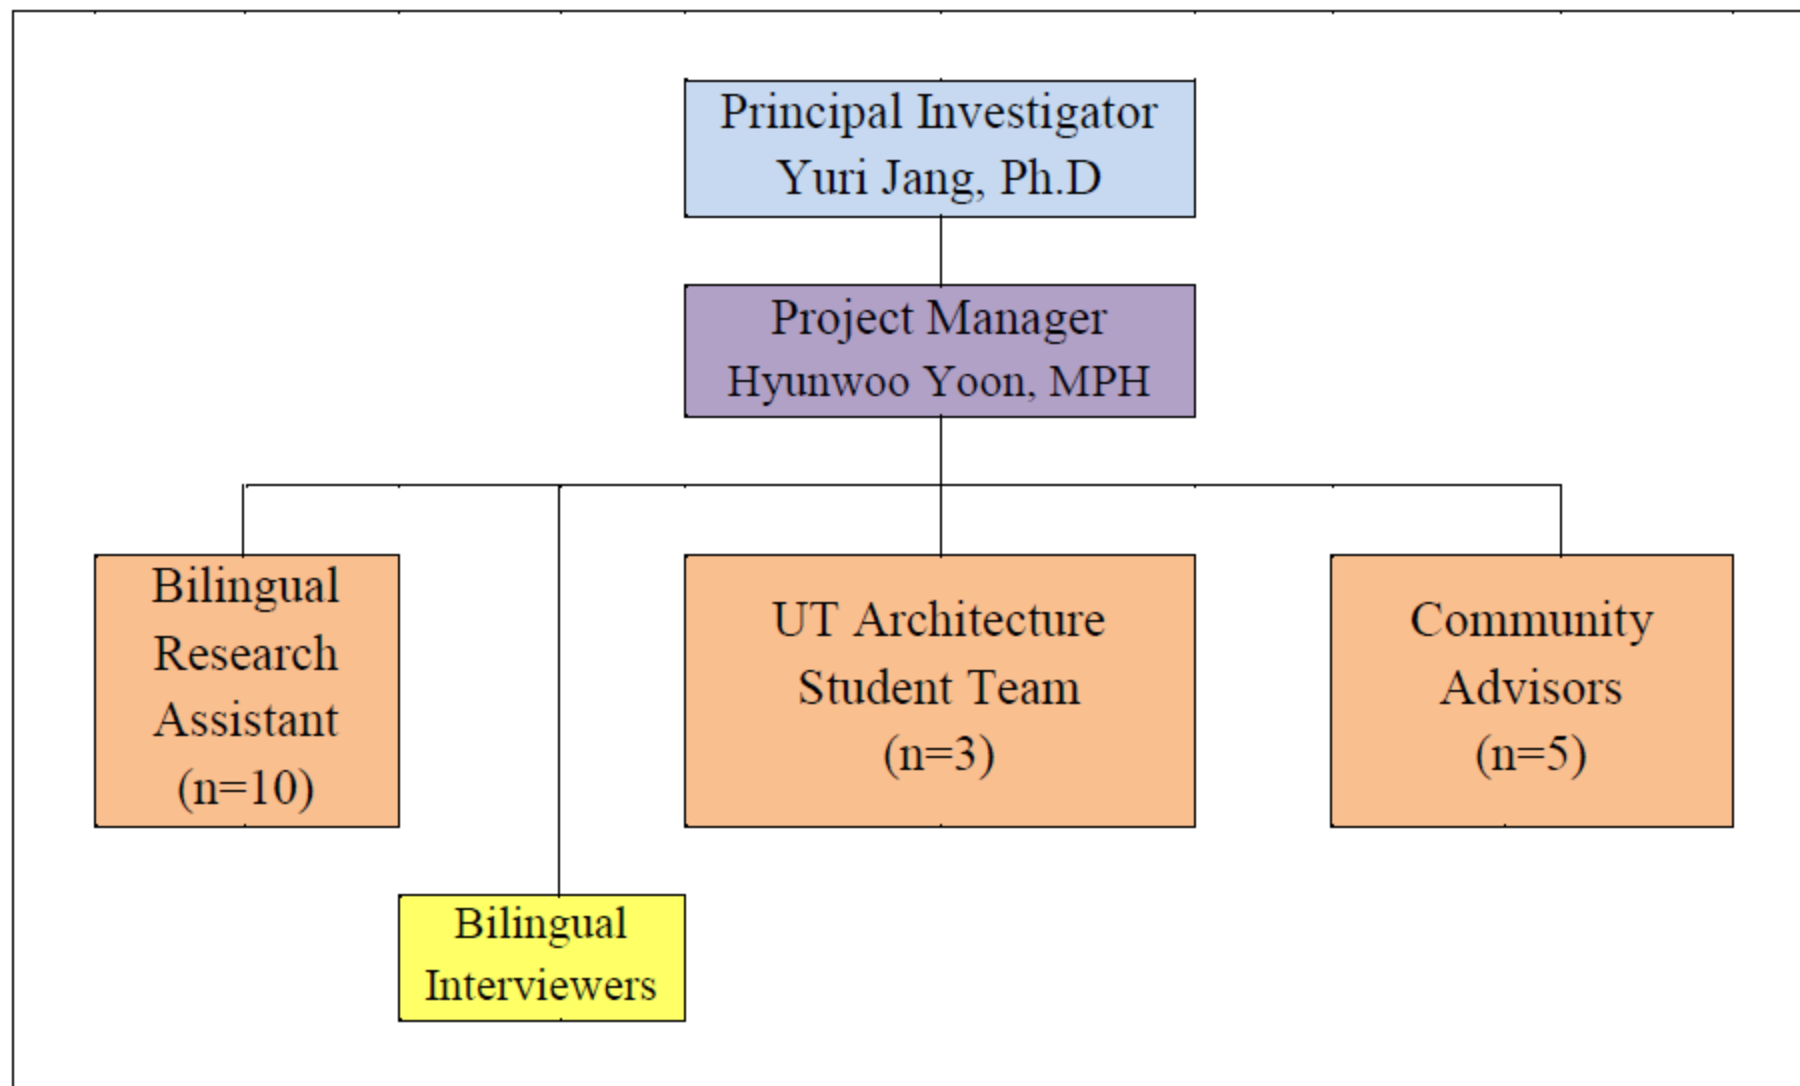 Principal Investigator
Yuri Jang, Ph.D
Project Manager
Hyunwoo Yoon, MPH
Bilingual
Research
Assistant
(n=10)
UT Architecture
Student Team
(n=3)
Community
Advisors
(n=5)
Bilingual
Interviewers